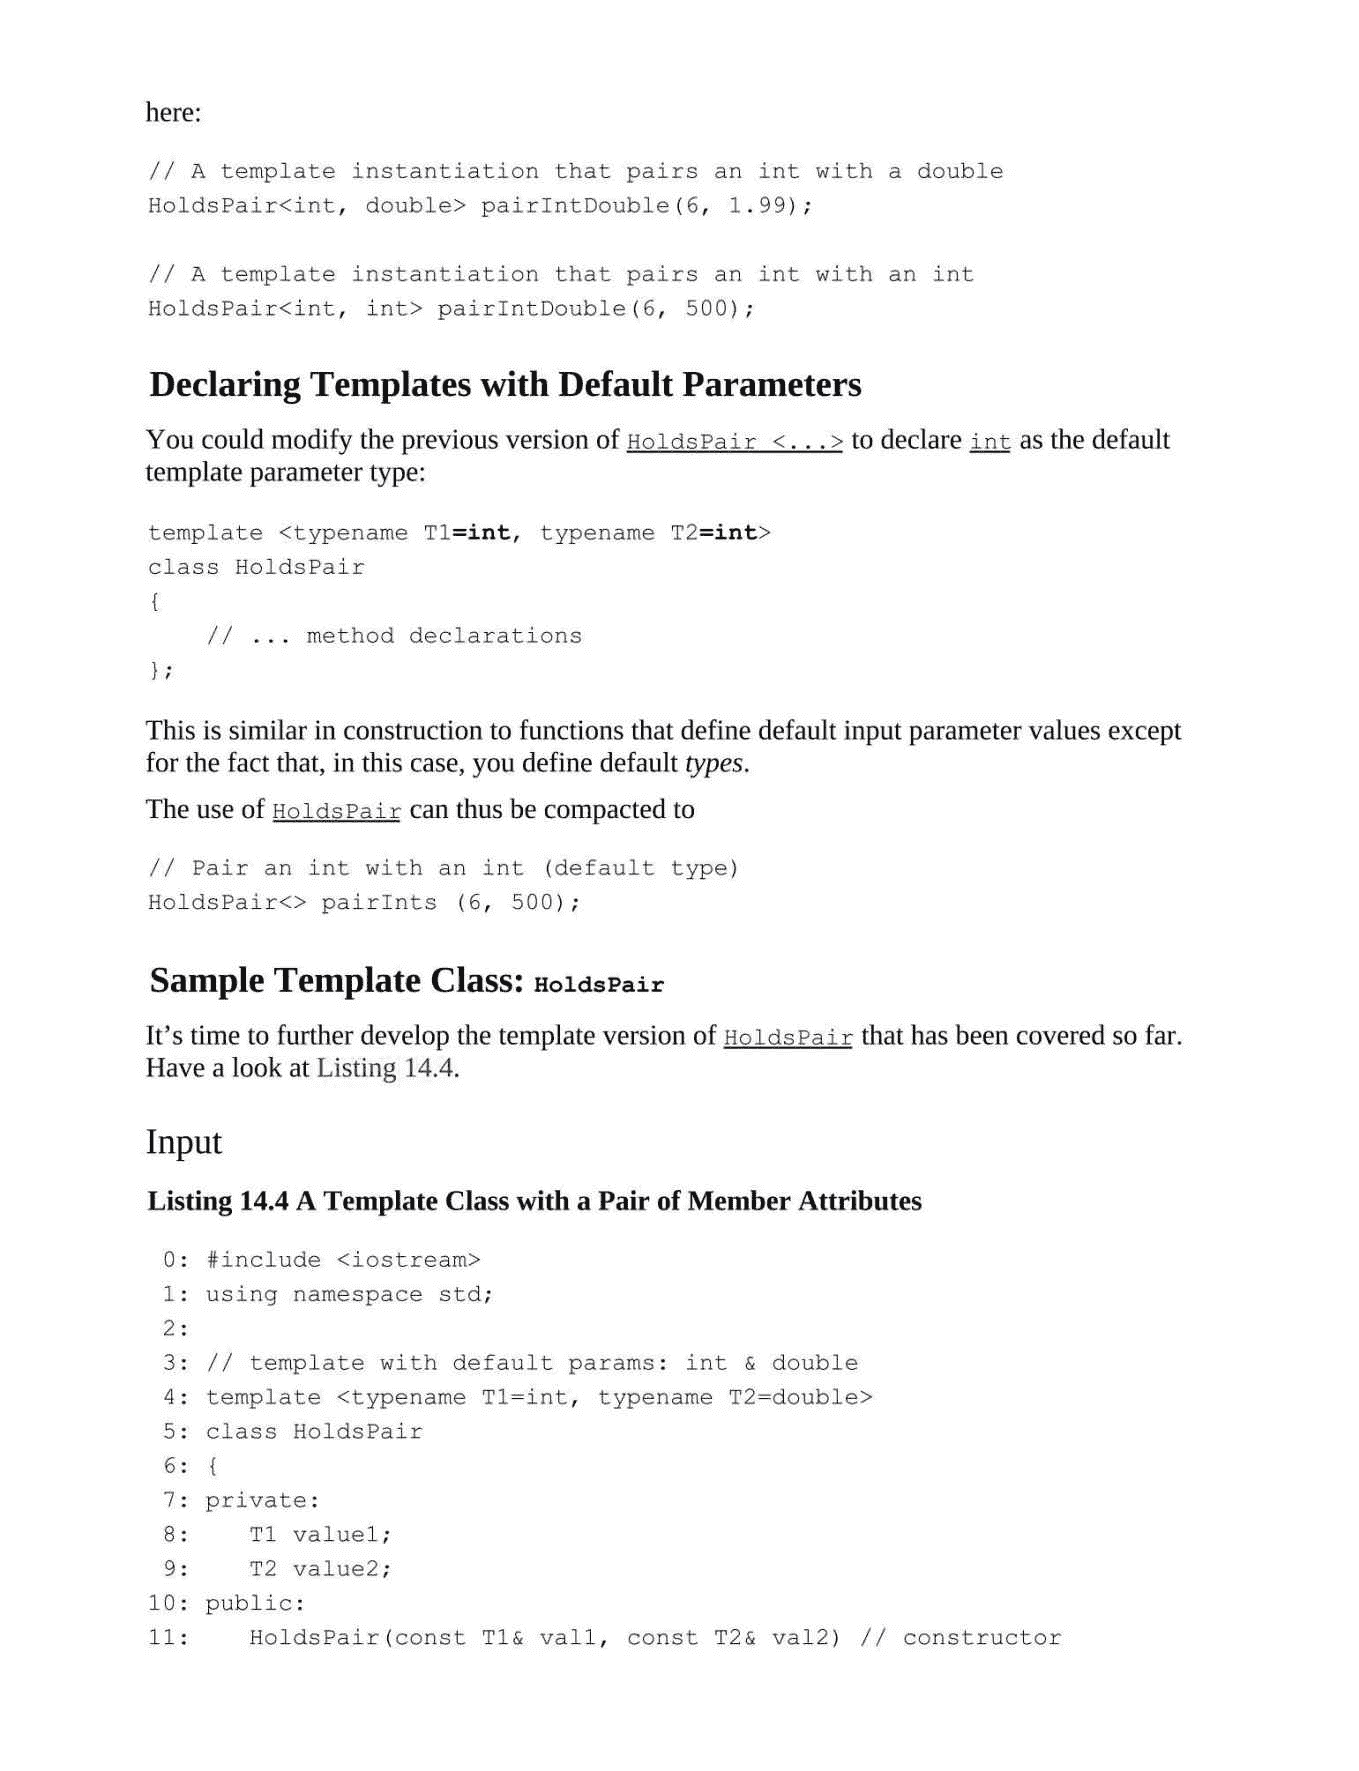 here:
// A template instantiation that pairs an int with a double
HoldsPair<int, double> pairIntDouble(6, 1.99);
// A template instantiation that pairs an int with an int
HoldsPair<int, int> pairIntDouble(6, 500);
Declaring Templates with Default Parameters
You could modify the previous version of HoldsPair <...> to declare int as the default
template parameter type:
template <typename T1=int, typename T2=int>
class HoldsPair
{
    // ... method declarations
};
This is similar in construction to functions that define default input parameter values except
for the fact that, in this case, you define default types.
The use of HoldsPair can thus be compacted to
// Pair an int with an int (default type)
HoldsPair<> pairInts (6, 500);
Sample Template Class: HoldsPair
It’s time to further develop the template version of HoldsPair that has been covered so far.
Have a look at Listing 14.4.
Input
Listing 14.4 A Template Class with a Pair of Member Attributes
 0: #include <iostream>
 1: using namespace std;
 2:
 3: // template with default params: int & double
 4: template <typename T1=int, typename T2=double>
 5: class HoldsPair
 6: {
 7: private:
 8:    T1 value1;
 9:    T2 value2;
10: public:
11:    HoldsPair(const T1& val1, const T2& val2) // constructor